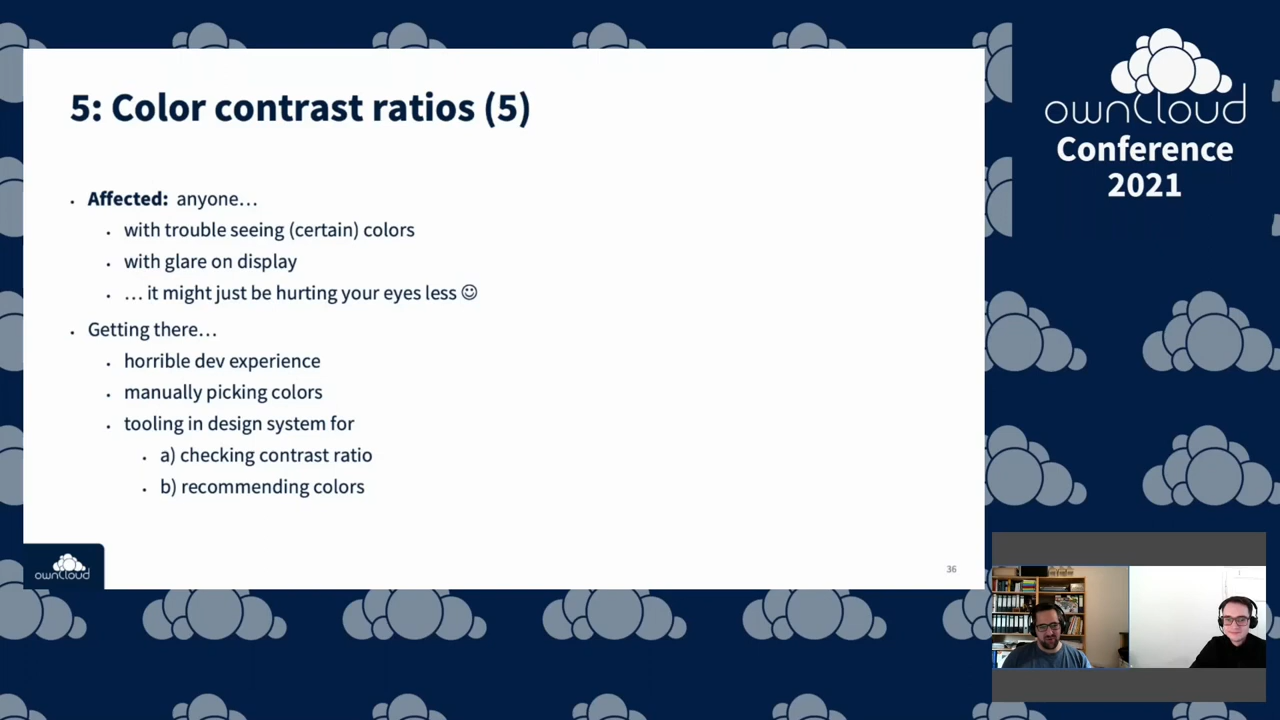 5: Color contrast ratios (5)
Affected: anyone…
with trouble seeing (certain) colors
with glare on display
… it might just be hurting your eyes less ☺
Getting there…
horrible dev experience
manually picking colors
tooling in design system for
a) checking contrast ratio
b) recommending colors
ownCloud
36
ownCloud
Conference
2021